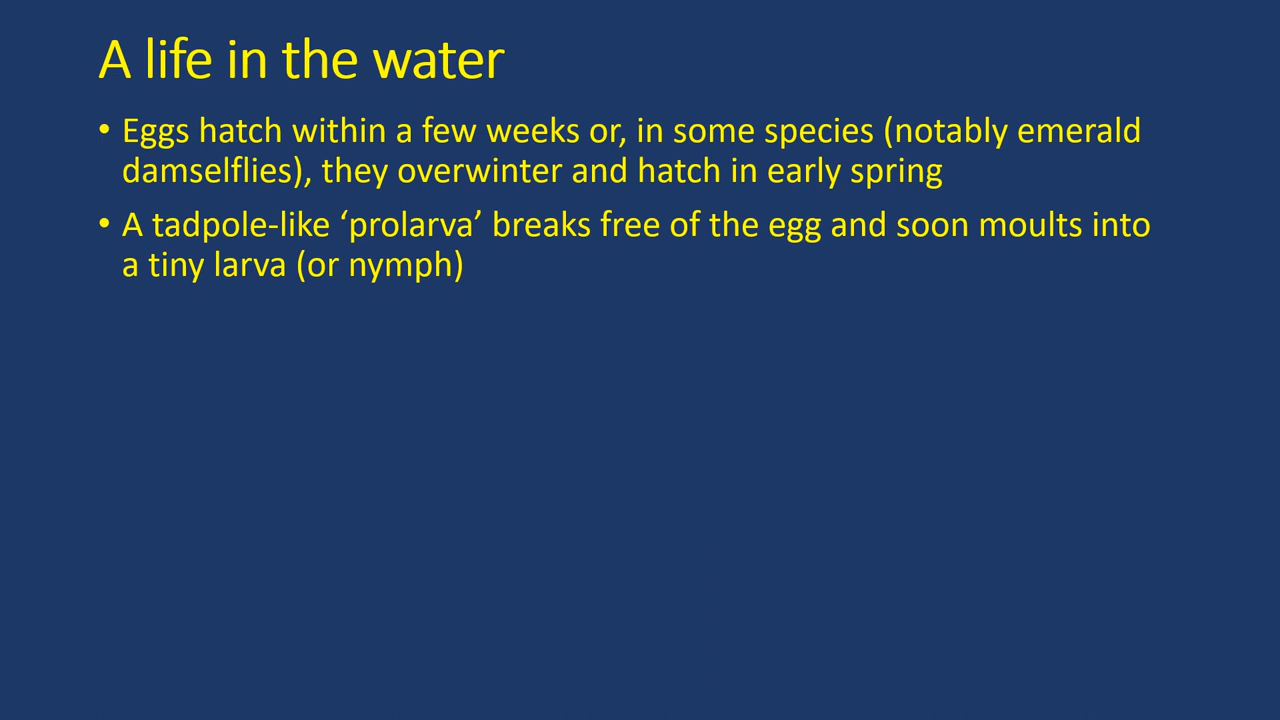 A life in the water
• Eggs hatch within a few weeks or, in some species (notably emerald
damselflies), they overwinter and hatch in early spring
• A tadpole-like ‘prolarva’ breaks free of the egg and soon moults into
a tiny larva (or nymph)